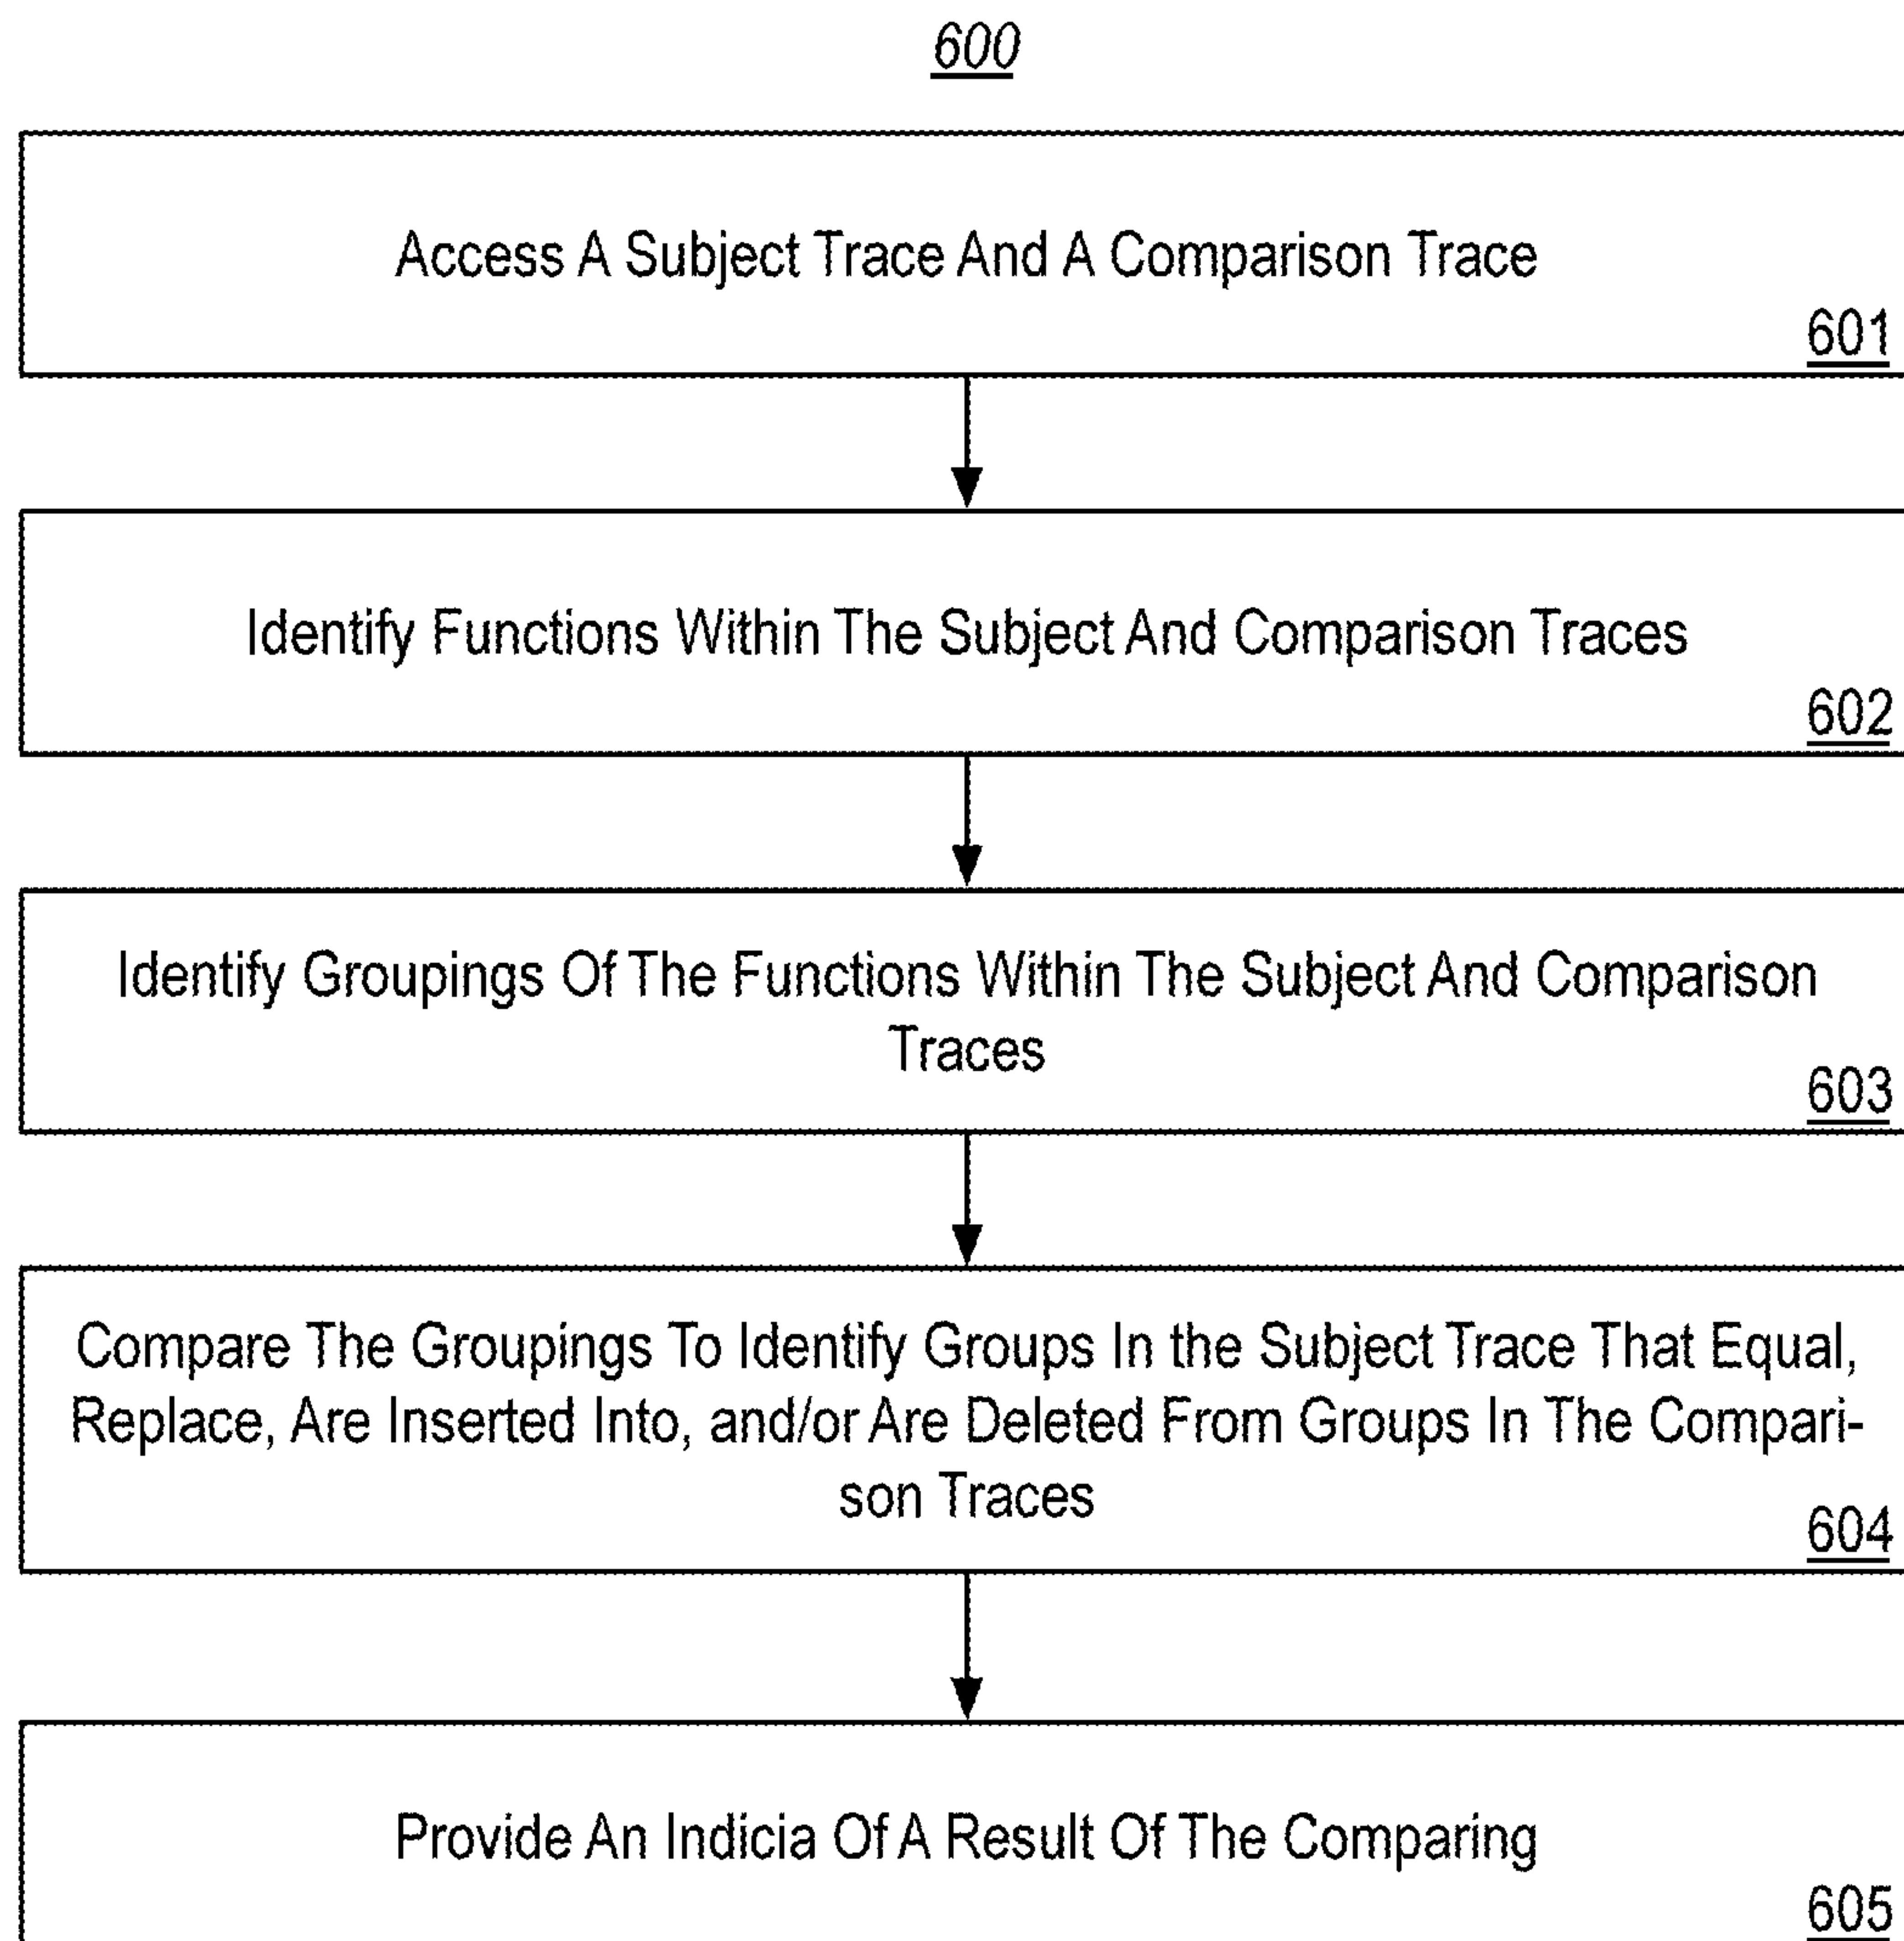 600
Access A Subject Trace And A Comparison Trace
601
Identify Functions Within The Subject And Comparison Traces
602
Identify Groupings Of The Functions Within The Subject And Comparison
Traces
603
Compare The Groupings To Identify Groups In the Subject Trace That Equal,
Replace, Are Inserted Into, and/or Are Deleted From Groups In The Compari-
son Traces
604
Provide An Indicia Of A Result Of The Comparing
605